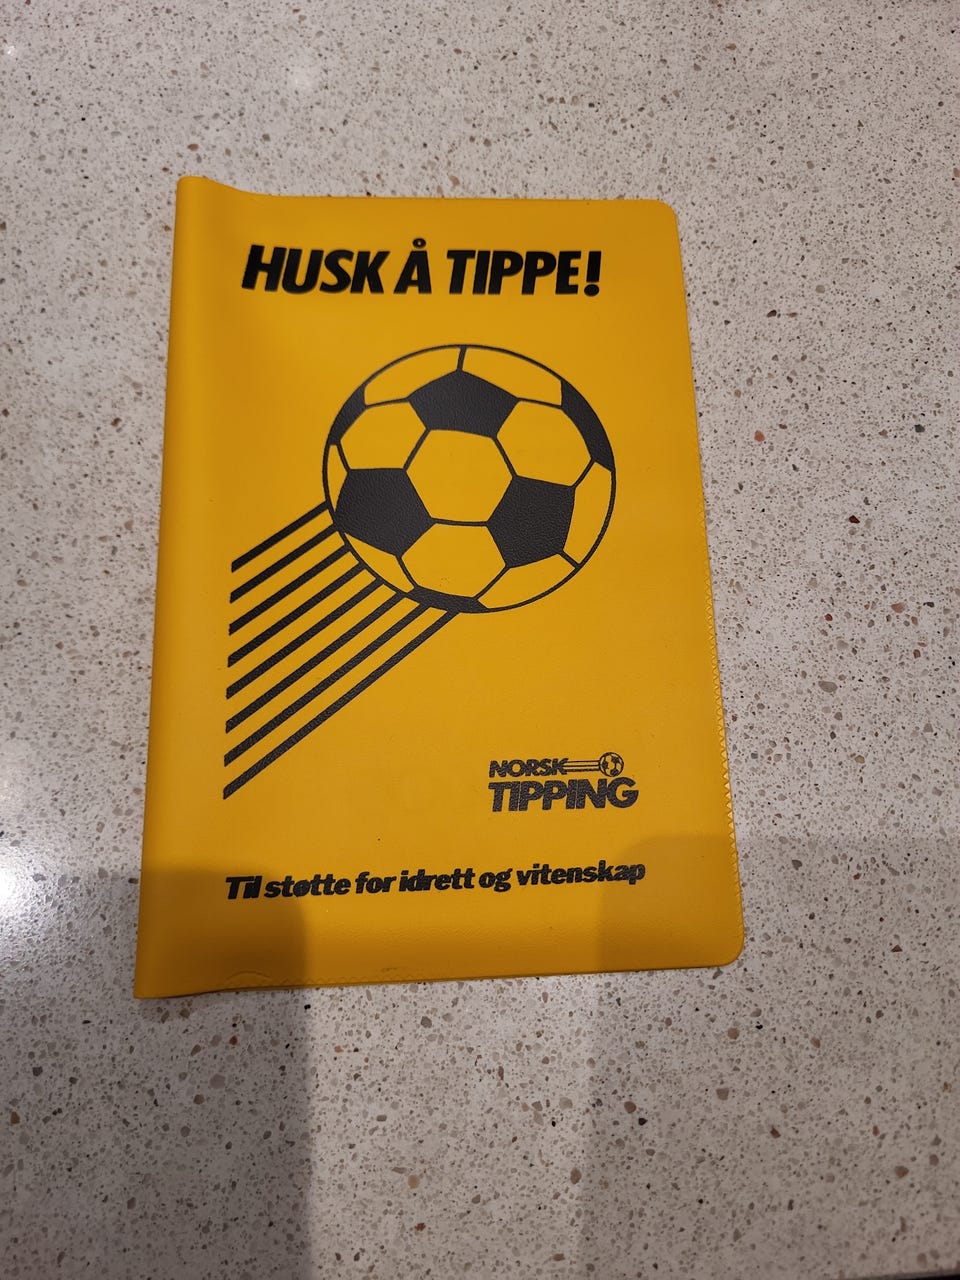 HUSK Å TIPPE!
NORSK
TIPPING
Til støtte for idrett og vitenskap